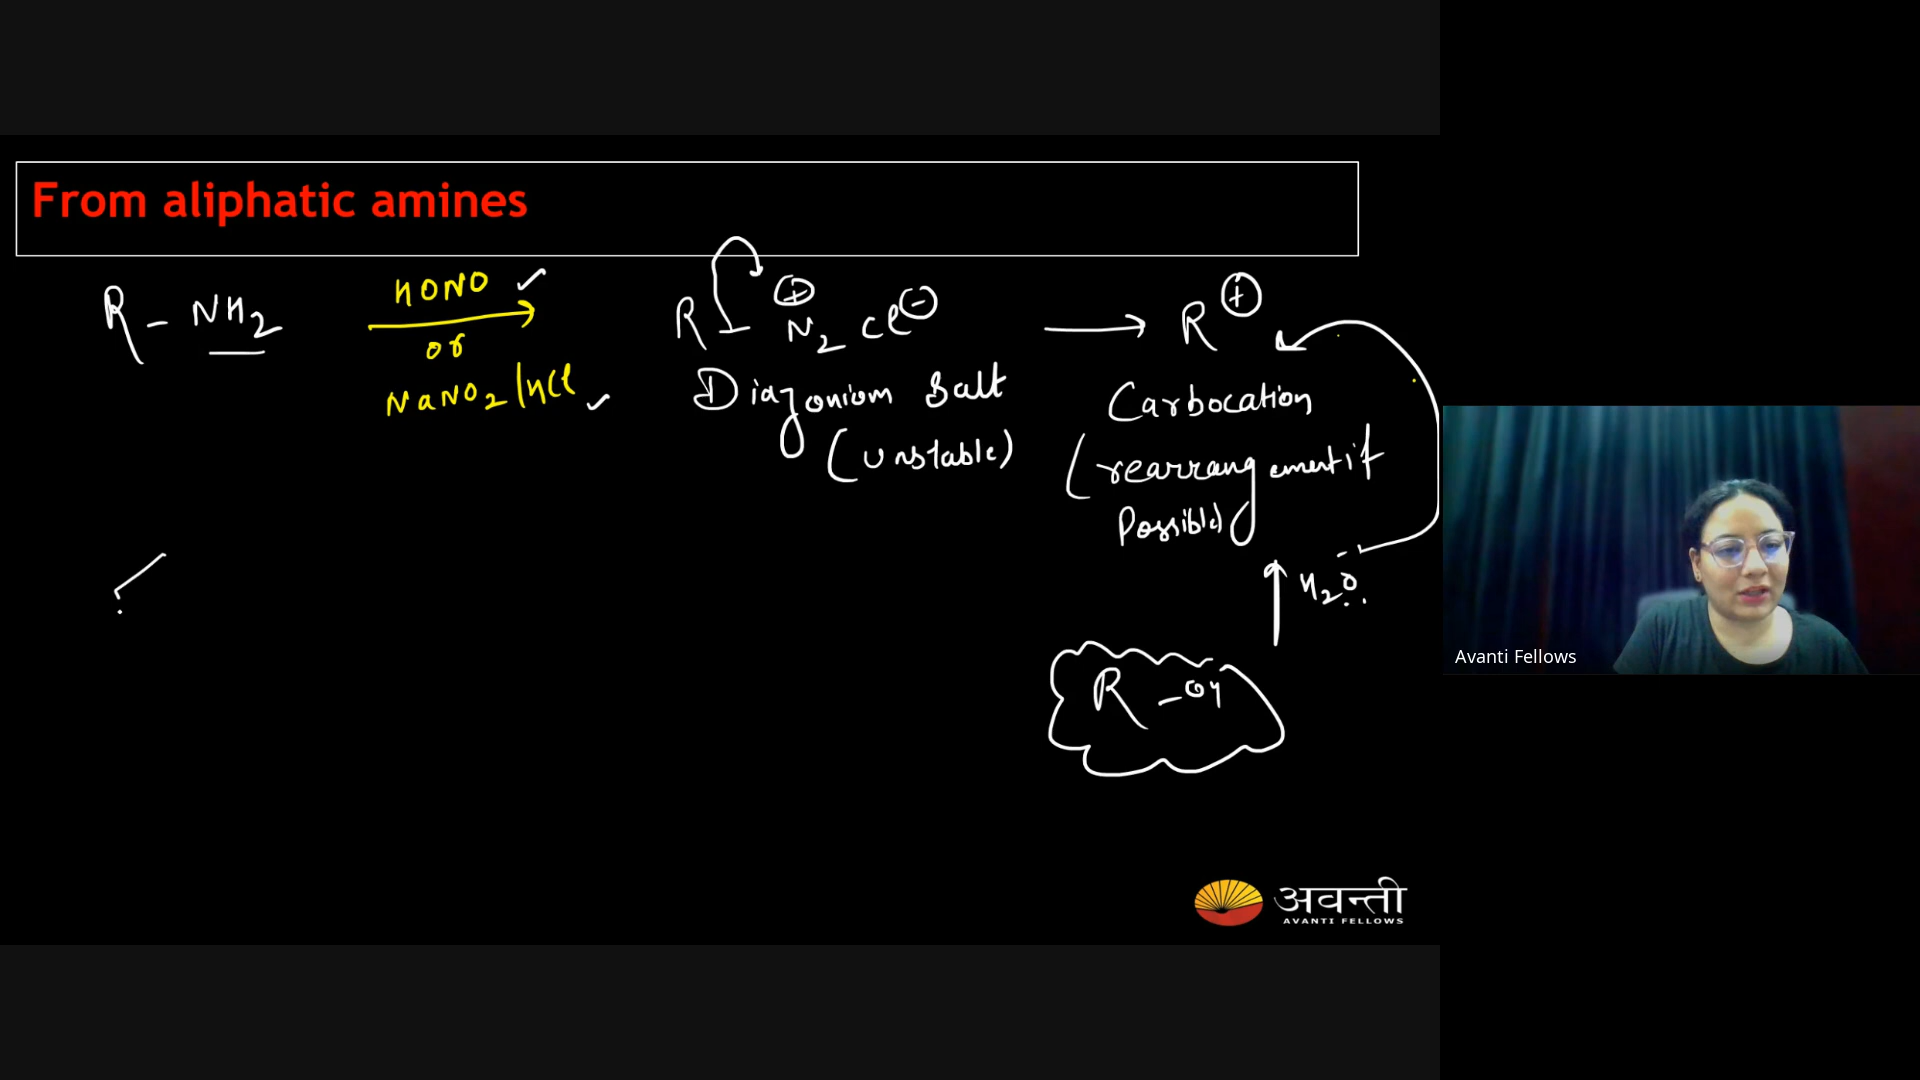 From aliphatic amines
R - NH2 HONO R - N2 ⊕ Cl ⊖ → R ⊕
or
NaNO2/HCl
Diazonium Salt
(unstable)
Carbocation
(rearrangement if
Possible)
H2O
R - OH
Avanti Fellows
अवन्ती
AVANTI FELLOWS